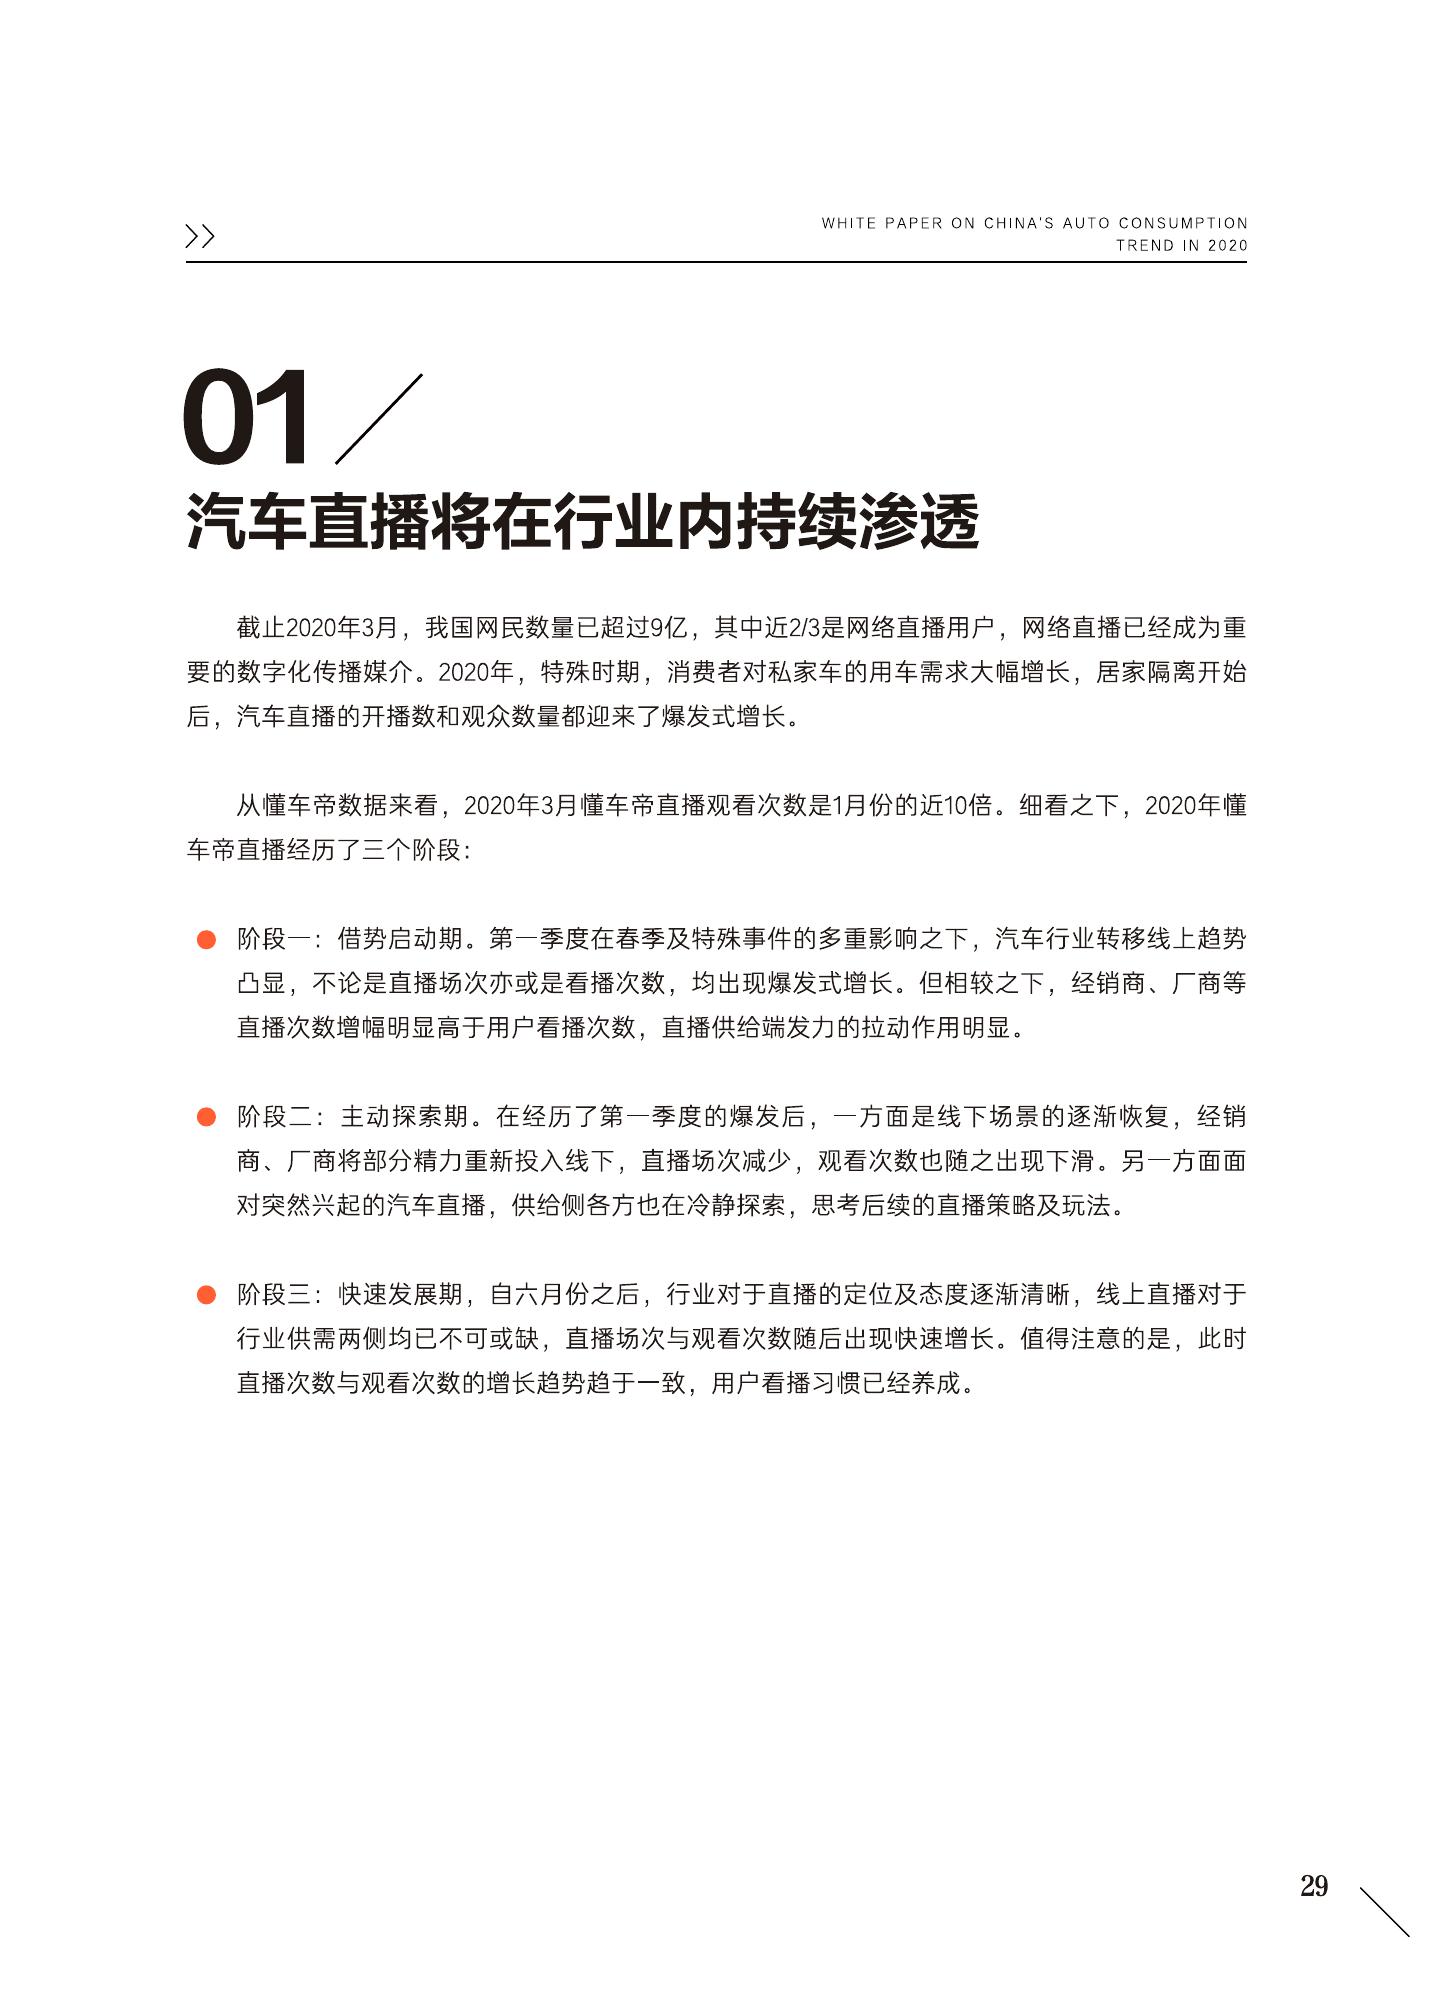 WHITE PAPER ON CHINA'S AUTO CONSUMPTION
TREND IN 2020
01
汽车直播将在行业内持续渗透
截止2020年3月，我国网民数量已超过9亿，其中近2/3是网络直播用户，网络直播已经成为重
要的数字化传播媒介。2020年，特殊时期，消费者对私家车的用车需求大幅增长，居家隔离开始
后，汽车直播的开播数和观众数量都迎来了爆发式增长。
从懂车帝数据来看，2020年3月懂车帝直播观看次数是1月份的近10倍。细看之下，2020年懂
车帝直播经历了三个阶段：
阶段一：借势启动期。第一季度在春季及特殊事件的多重影响之下，汽车行业转移线上趋势
凸显，不论是直播场次亦或是看播次数，均出现爆发式增长。但相较之下，经销商、厂商等
直播次数增幅明显高于用户看播次数，直播供给端发力的拉动作用明显。
阶段二：主动探索期。在经历了第一季度的爆发后，一方面是线下场景的逐渐恢复，经销
商、厂商将部分精力重新投入线下，直播场次减少，观看次数也随之出现下滑。另一方面面
对突然兴起的汽车直播，供给侧各方也在冷静探索，思考后续的直播策略及玩法。
阶段三：快速发展期，自六月份之后，行业对于直播的定位及态度逐渐清晰，线上直播对于
行业供需两侧均已不可或缺，直播场次与观看次数随后出现快速增长。值得注意的是，此时
直播次数与观看次数的增长趋势趋于一致，用户看播习惯已经养成。
29